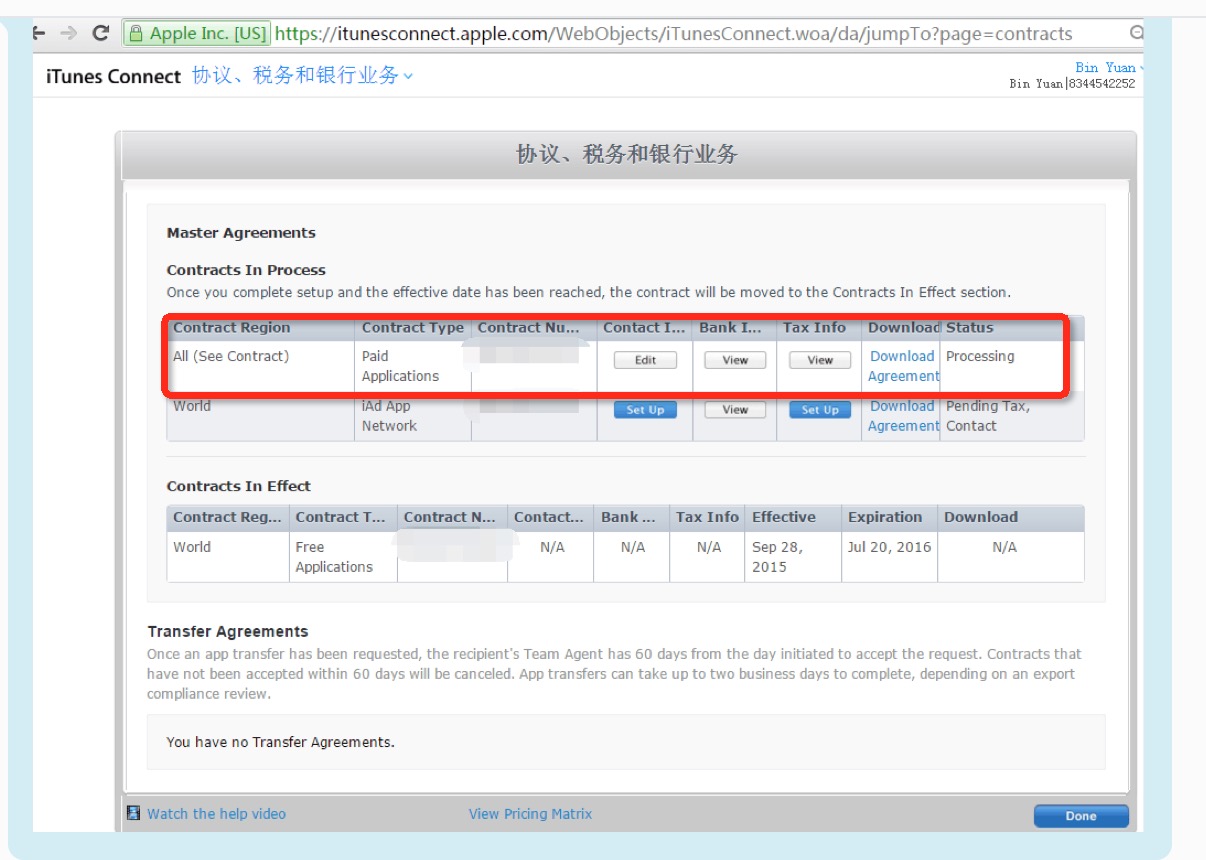 Apple Inc. [US] https://itunesconnect.apple.com/WebObjects/iTunesConnect.woa/da/jumpTo?page=contracts
iTunes Connect 协议、税务和银行业务
Bin Yuan
Bin Yuan|8344542252
协议、税务和银行业务
Master Agreements
Contracts In Process
Once you complete setup and the effective date has been reached, the contract will be moved to the Contracts In Effect section.
Contract Region Contract Type Contract Nu... Contact I... Bank I... Tax Info Download Status
All (See Contract) Paid Edit View View Download Processing
Applications Agreement
World iAd App Set Up View Set Up Download Pending Tax,
Network Agreement Contact
Contracts In Effect
Contract Reg... Contract T... Contract N... Contact... Bank ... Tax Info Effective Expiration Download
World Free N/A N/A N/A Sep 28, Jul 20, 2016 N/A
Applications 2015
Transfer Agreements
Once an app transfer has been requested, the recipient's Team Agent has 60 days from the day initiated to accept the request. Contracts that
have not been accepted within 60 days will be canceled. App transfers can take up to two business days to complete, depending on an export
compliance review.
You have no Transfer Agreements.
Watch the help video View Pricing Matrix Done